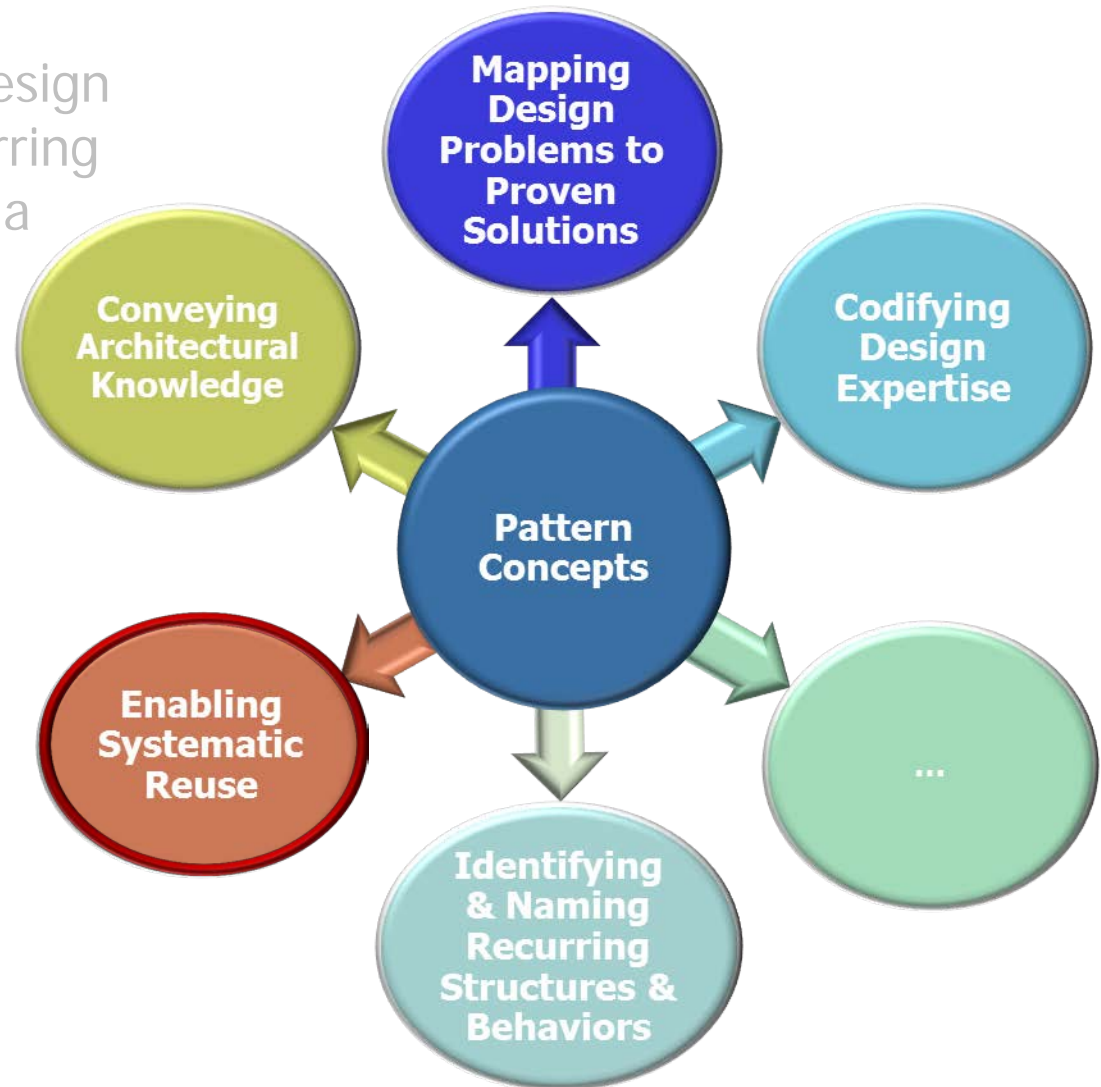 esign
rring
a
Mapping
Design
Problems to
Proven
Solutions
Conveying
Architectural
Knowledge
Codifying
Design
Expertise
Pattern
Concepts
Enabling
Systematic
Reuse
...
Identifying
& Naming
Recurring
Structures &
Behaviors